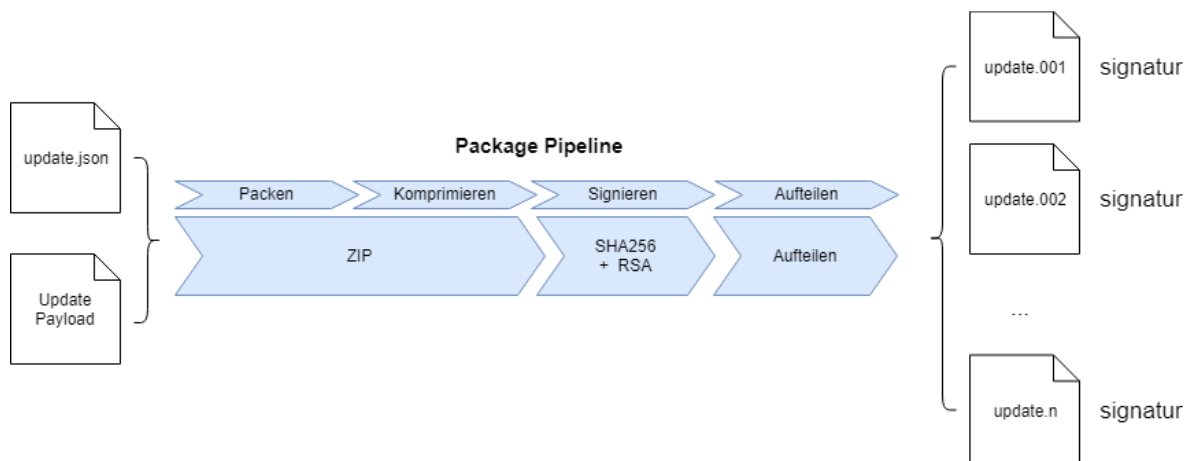 update.json
Update
Payload
Package Pipeline
Packen
Komprimieren
Signieren
Aufteilen
ZIP
SHA256
+ RSA
Aufteilen
update.001
signatur
update.002
signatur
...
update.n
signatur